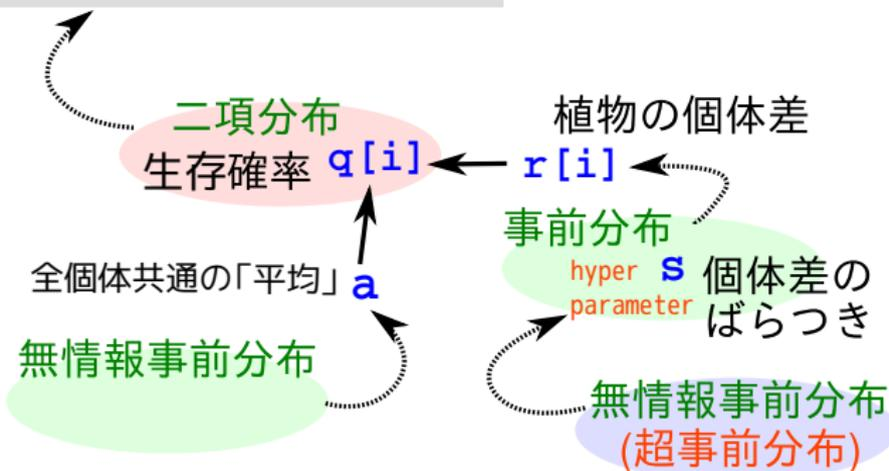 二項分布
生存確率 q[i]
植物の個体差
r[i]
事前分布
hyper s 個体差の
parameter ばらつき
全個体共通の「平均」a
無情報事前分布
無情報事前分布
(超事前分布)